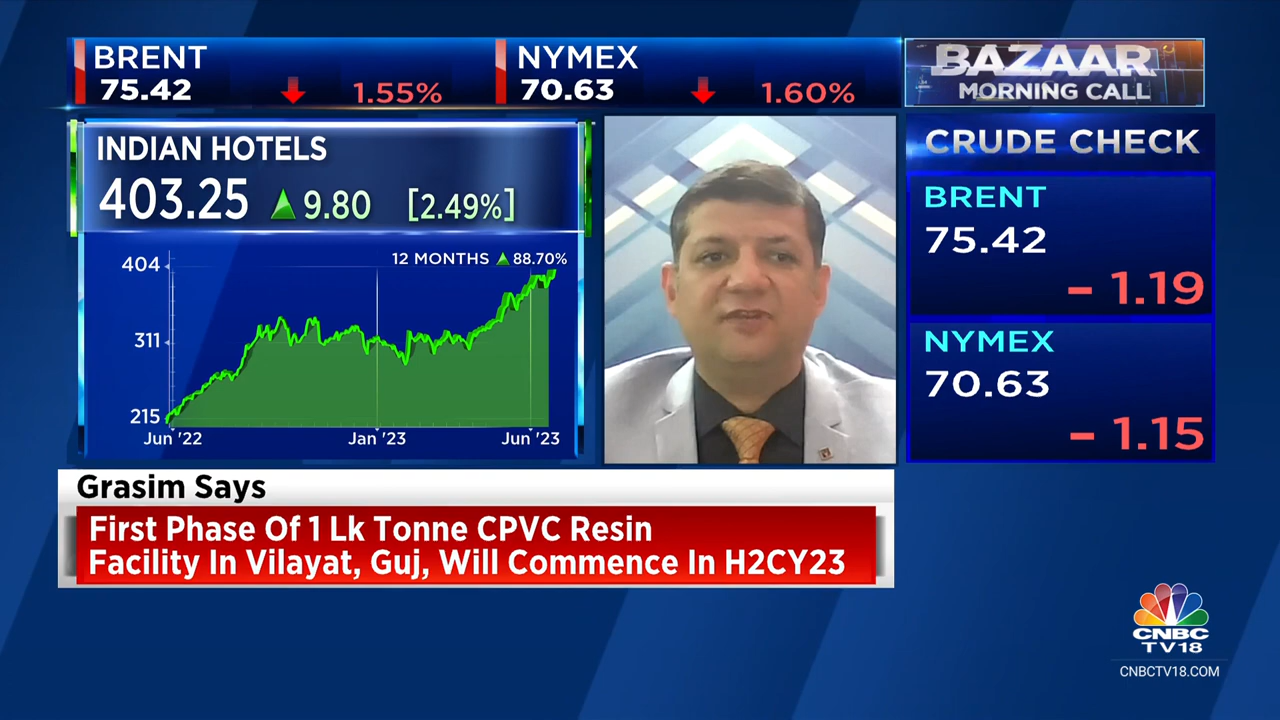 BRENT
75.42 1.55%
NYMEX
70.63 1.60%
BAZAAR
MORNING CALL
INDIAN HOTELS
403.25 9.80 [2.49%]
12 MONTHS 88.70%
404
311
215
Jun '22 Jan '23 Jun '23
CRUDE CHECK
BRENT
75.42
– 1.19
NYMEX
70.63
– 1.15
Grasim Says
First Phase Of 1 Lk Tonne CPVC Resin
Facility In Vilayat, Guj, Will Commence In H2CY23
CNBC
TV18
CNBCTV18.COM